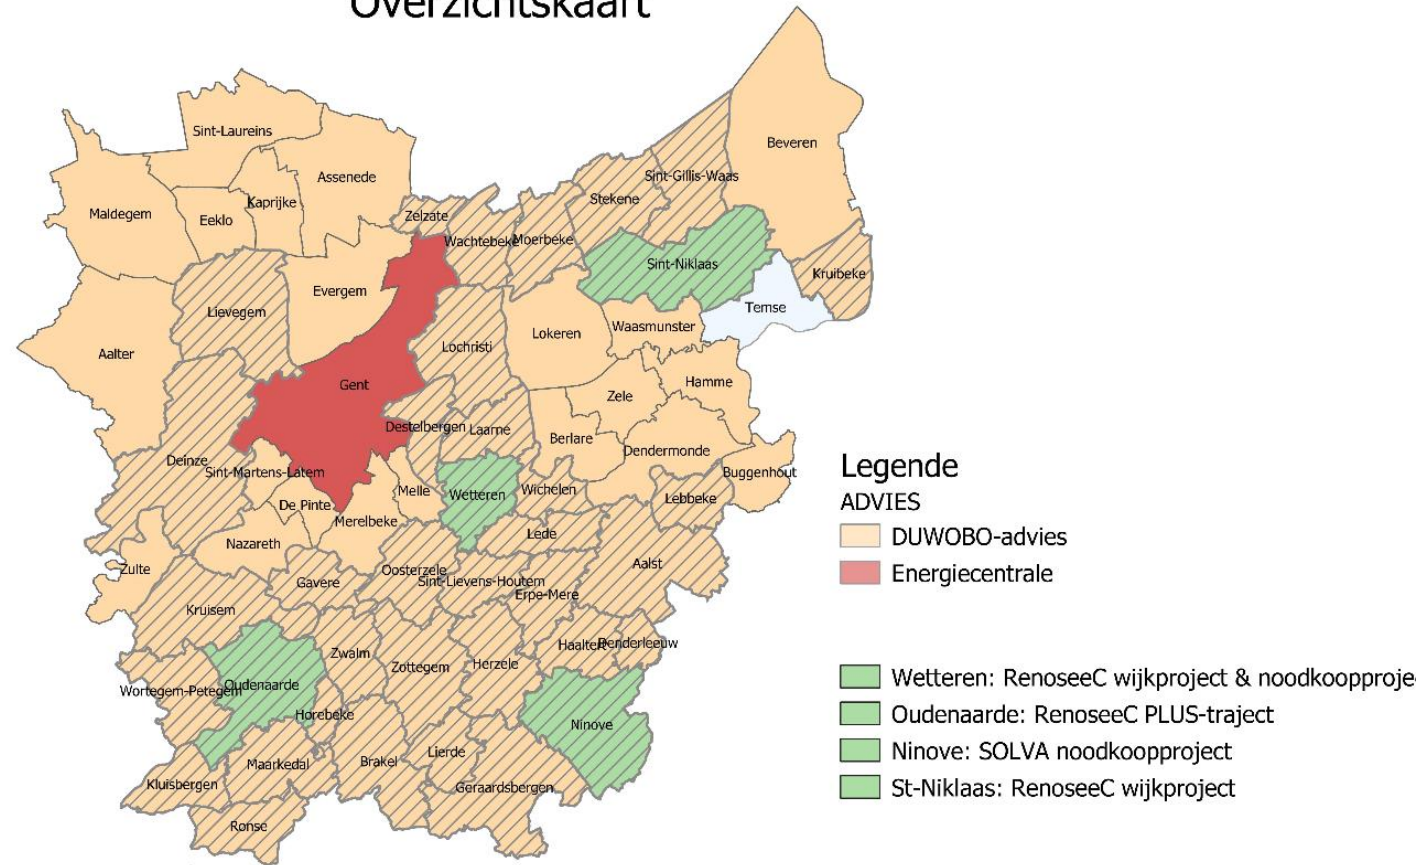 Overzichtskaart
Sint-Laureins
Beveren
Assenede
Sint-Gillis-Waas
Stekene
Kaprijke
Maldegem
Eeklo
Zelzate
Wachtebeke
Moerbeke
Sint-Niklaas
Kruibeke
Evergem
Temse
Lievegem
Waasmunster
Lokeren
Lochristi
Aalter
Gent
Hamme
Zele
Destelbergen
Laarne
Berlare
Dendermonde
Deinze
Sint-Martens-Latem
Buggenhout
Melle
Wetteren
Wichelen
Lebbeke
De Pinte
Merelbeke
Lede
Nazareth
Zulte
Oosterzele
Aalst
Gavere
Sint-Lievens-Houtem
Erpe-Mere
Kruisem
Haaltert
Denderleeuw
Zwalm
Zottegem
Herzele
Wortegem-Petegem
Oudenaarde
Horebeke
Ninove
Lierde
Maarkedal
Brakel
Kluisbergen
Geraardsbergen
Ronse
Legende
ADVIES
DUWOBO-advies
Energiecentrale
Wetteren: RenoseeC wijkproject & noodkoopproje
Oudenaarde: RenoseeC PLUS-traject
Ninove: SOLVA noodkoopproject
St-Niklaas: RenoseeC wijkproject